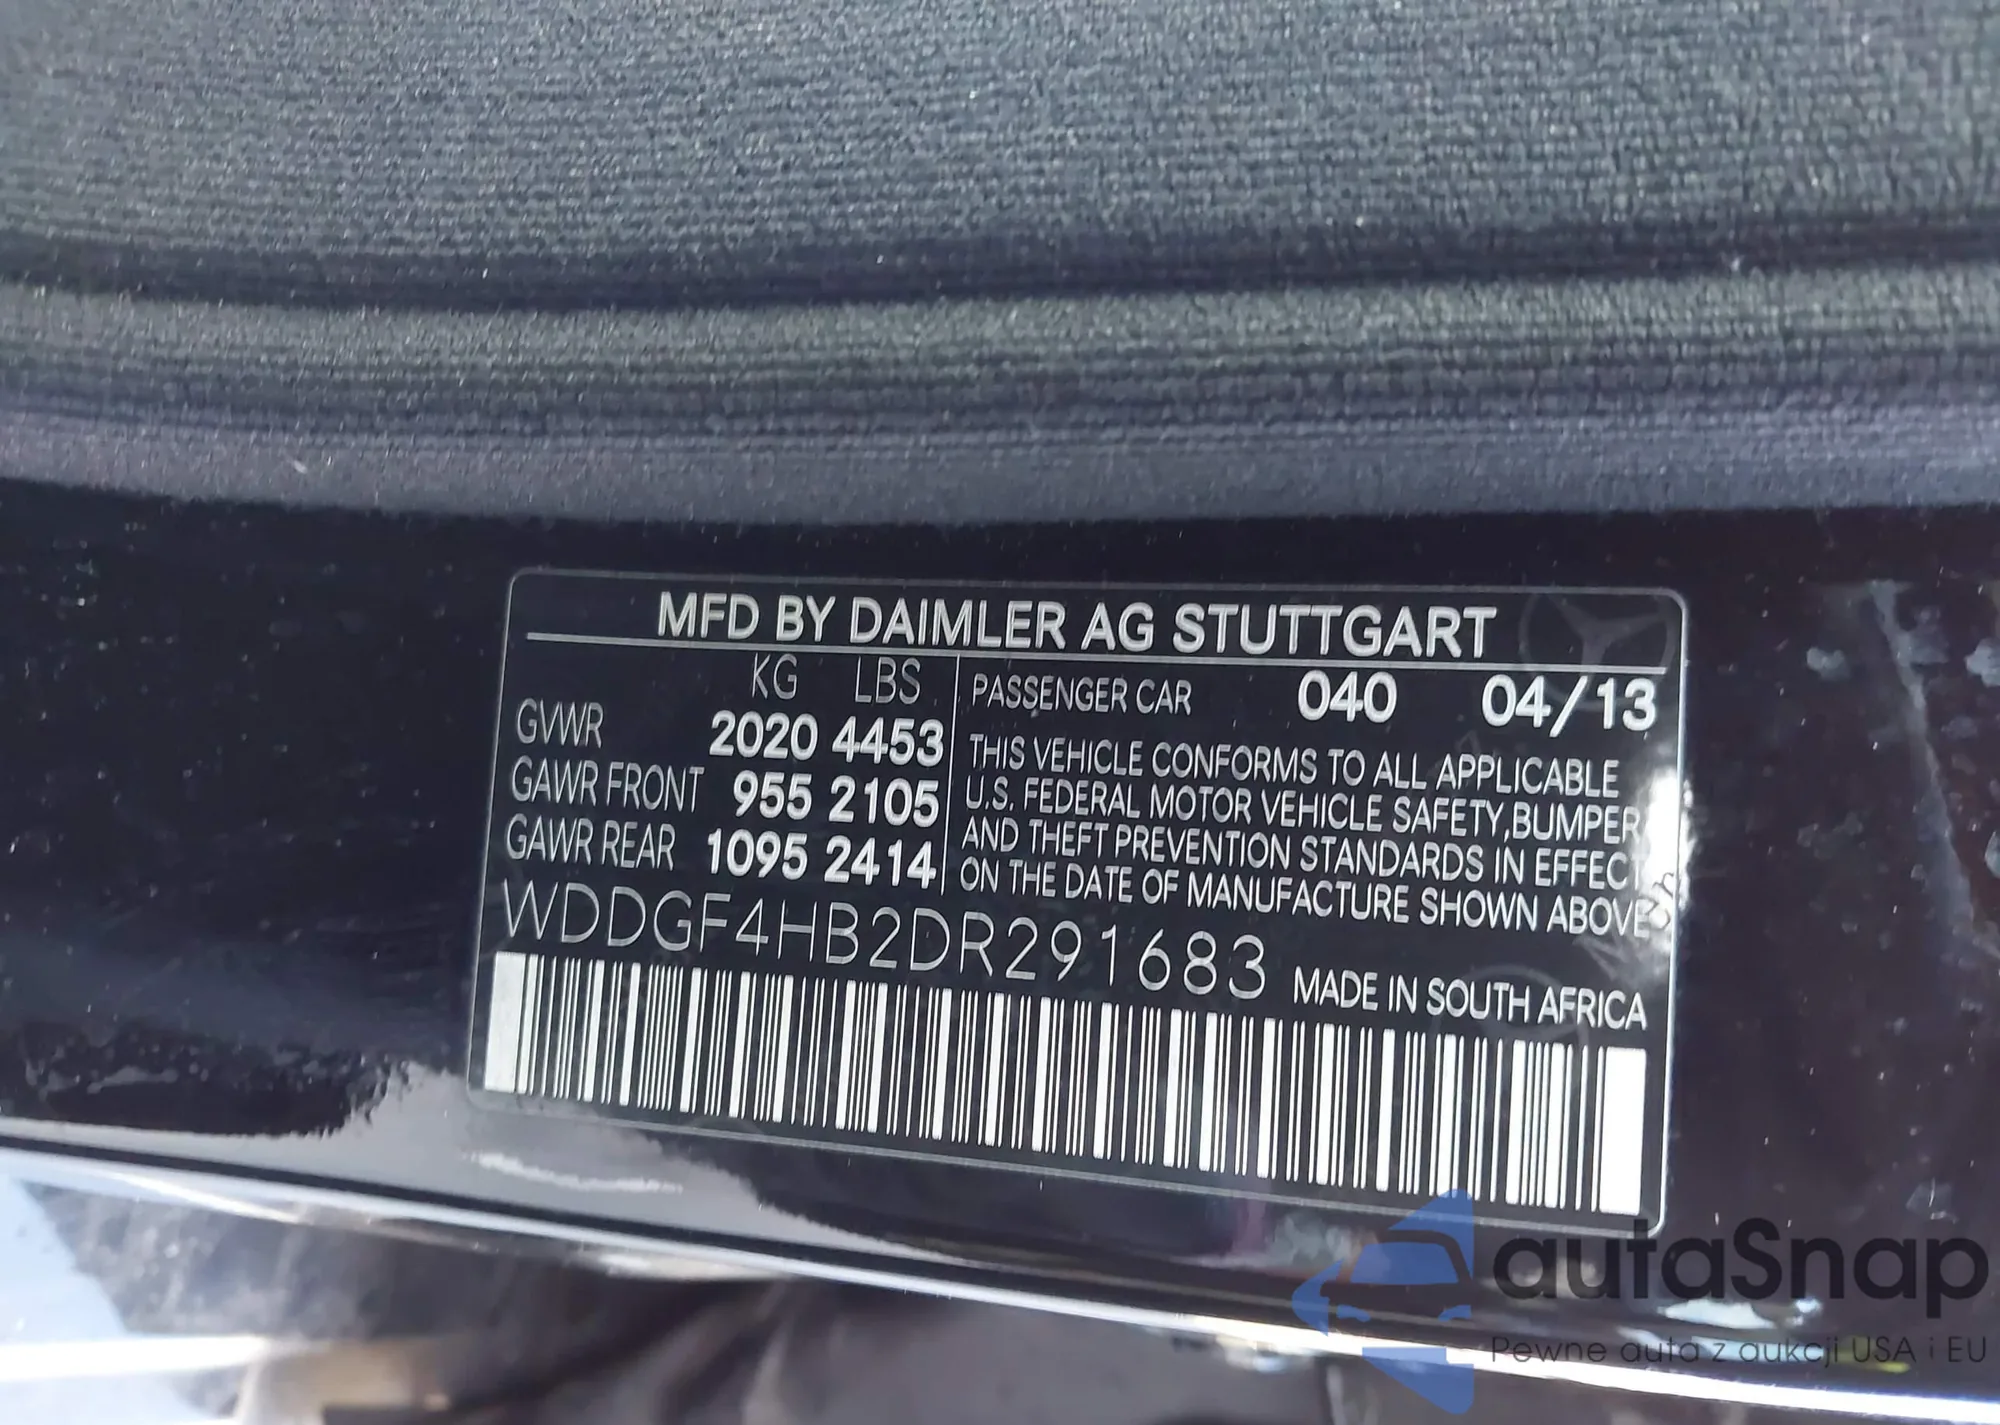 MFD BY DAIMLER AG STUTTGART
KG LBS
GVWR 2020 4453
GAWR FRONT 955 2105
GAWR REAR 1095 2414
PASSENGER CAR 040 04/13
THIS VEHICLE CONFORMS TO ALL APPLICABLE
U.S. FEDERAL MOTOR VEHICLE SAFETY,BUMPER,
AND THEFT PREVENTION STANDARDS IN EFFECT
ON THE DATE OF MANUFACTURE SHOWN ABOVE
WDDGF4HB2DR291683 MADE IN SOUTH AFRICA
autaSnap
Pewne auta z aukcji USA i EU